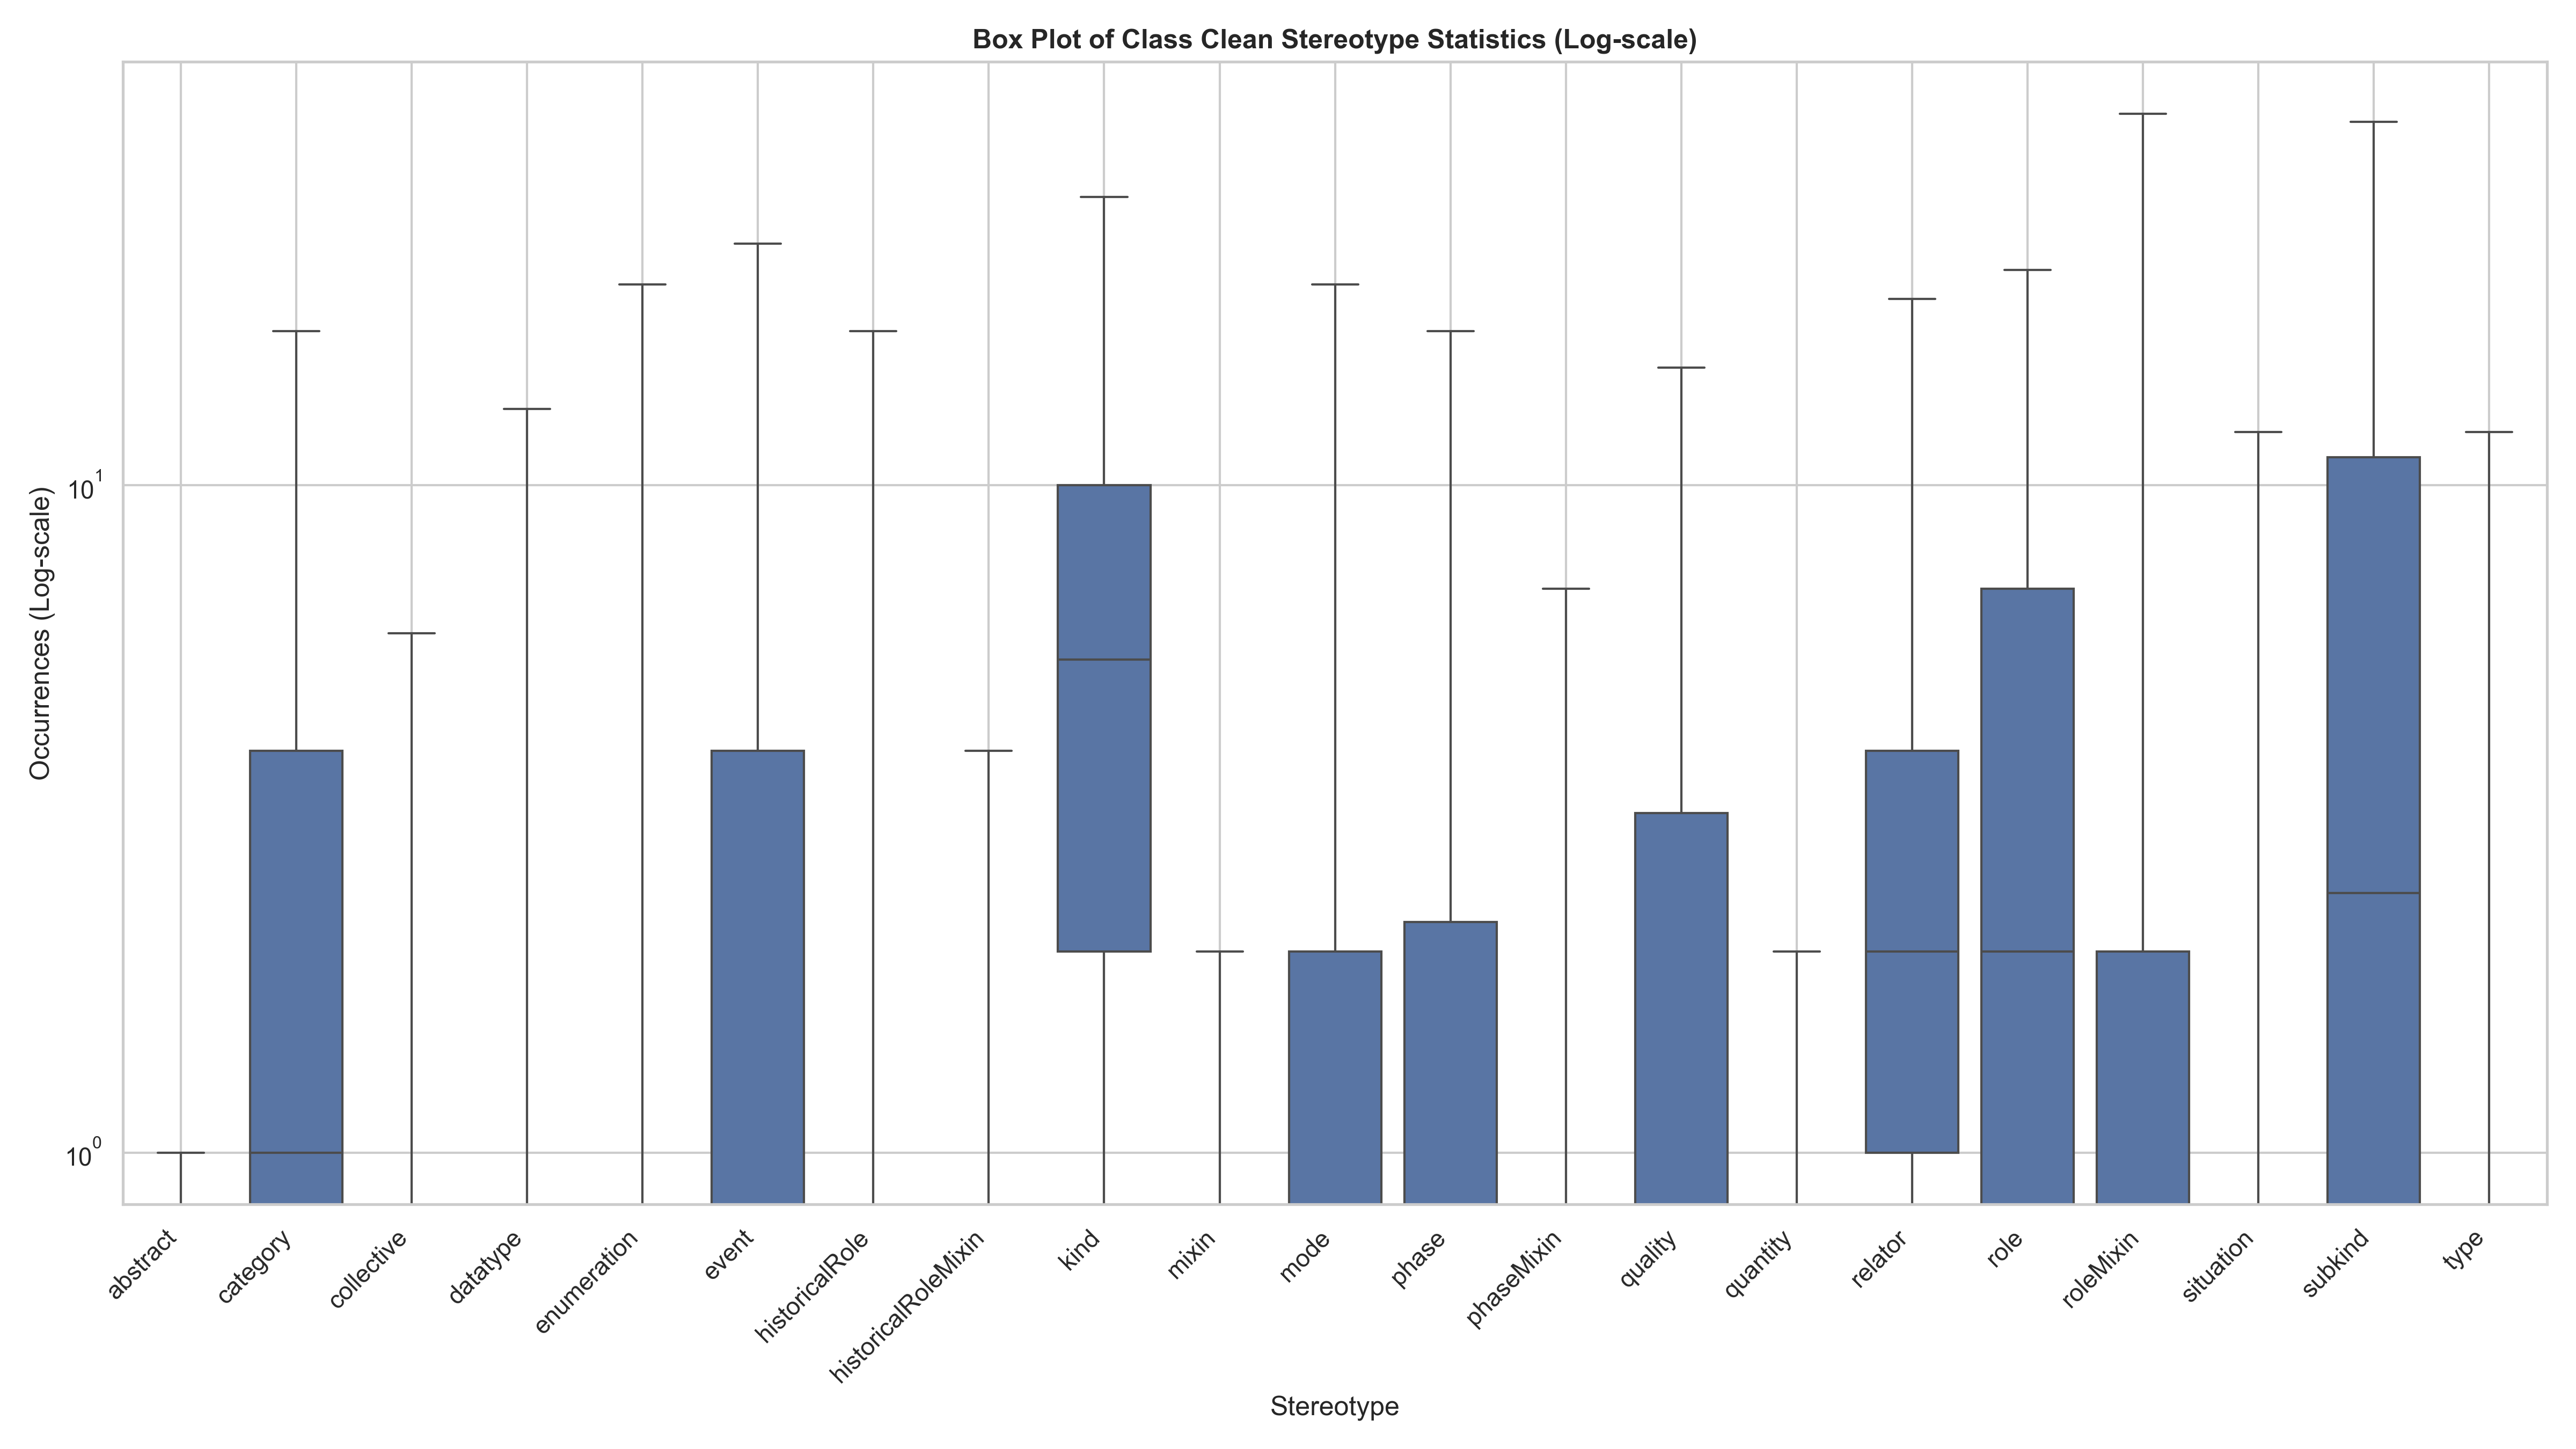 Box Plot of Class Clean Stereotype Statistics (Log-scale)
Occurrences (Log-scale)
10^1
10^0
abstract
category
collective
datatype
enumeration
event
historicalRole
historicalRoleMixin
kind
mixin
mode
phase
phaseMixin
quality
quantity
relator
role
roleMixin
situation
subkind
type
Stereotype